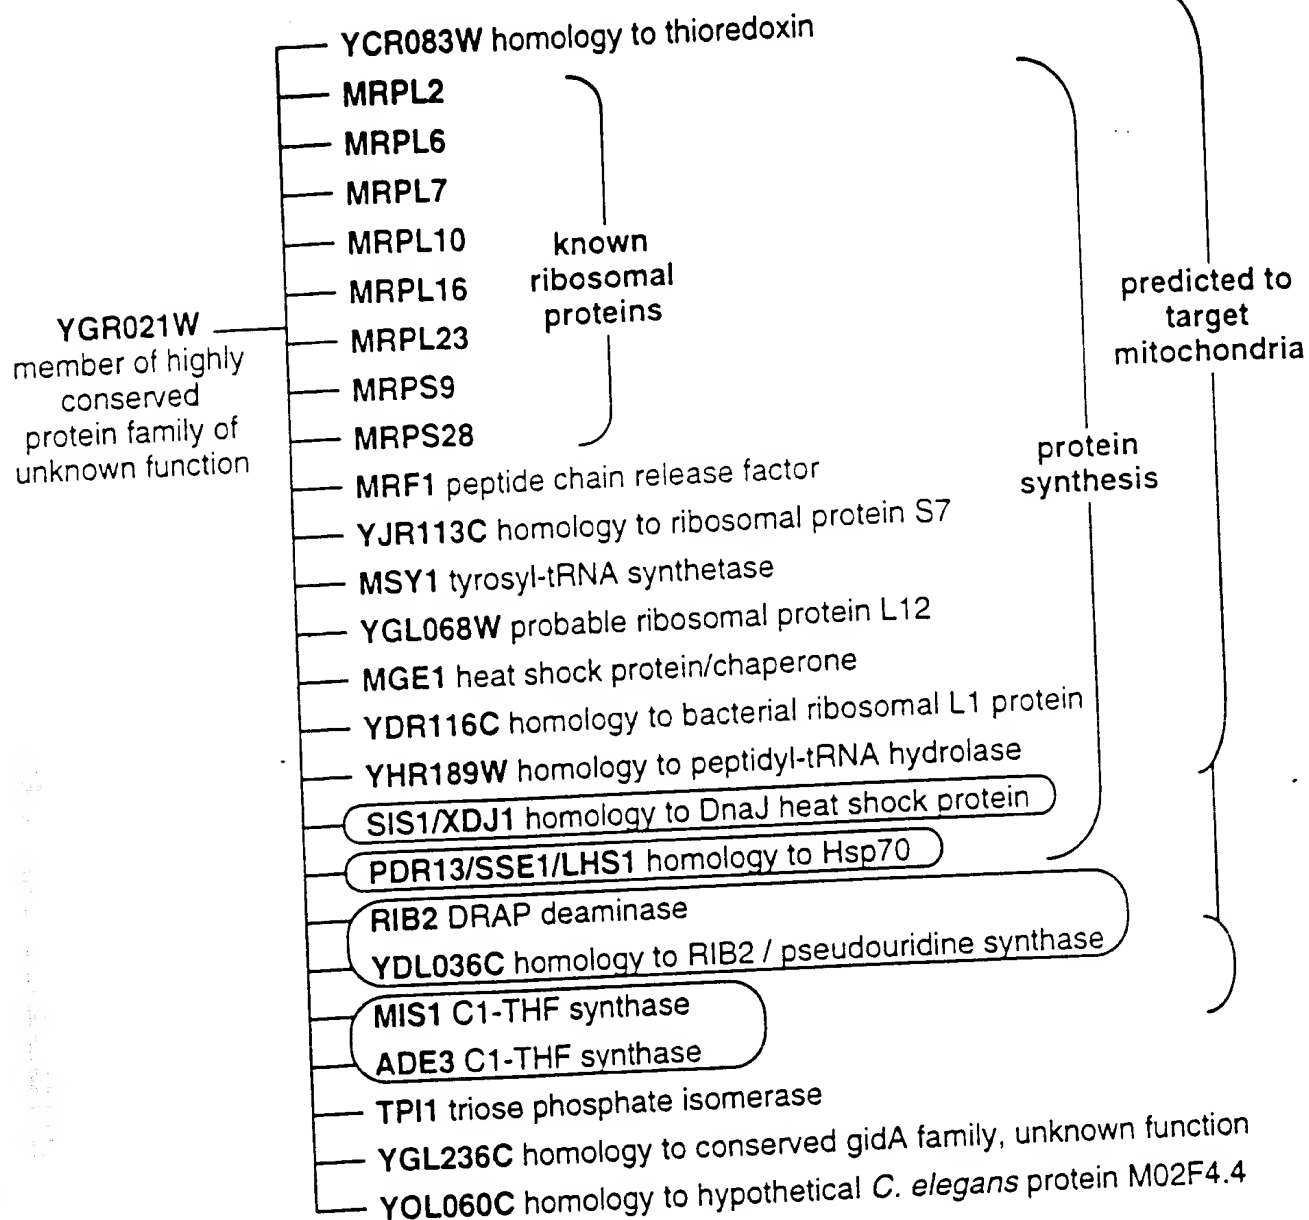 YCR083W homology to thioredoxin
MRPL2
MRPL6
MRPL7
MRPL10
MRPL16
MRPL23
MRPS9
MRPS28
known
ribosomal
proteins
YGR021W
member of highly
conserved
protein family of
unknown function
predicted to
target
mitochondria
protein
synthesis
MRF1 peptide chain release factor
YJR113C homology to ribosomal protein S7
MSY1 tyrosyl-tRNA synthetase
YGL068W probable ribosomal protein L12
MGE1 heat shock protein/chaperone
YDR116C homology to bacterial ribosomal L1 protein
YHR189W homology to peptidyl-tRNA hydrolase
SIS1/XDJ1 homology to DnaJ heat shock protein
PDR13/SSE1/LHS1 homology to Hsp70
RIB2 DRAP deaminase
YDL036C homology to RIB2 / pseudouridine synthase
MIS1 C1-THF synthase
ADE3 C1-THF synthase
TPI1 triose phosphate isomerase
YGL236C homology to conserved gidA family, unknown function
YOL060C homology to hypothetical C. elegans protein M02F4.4